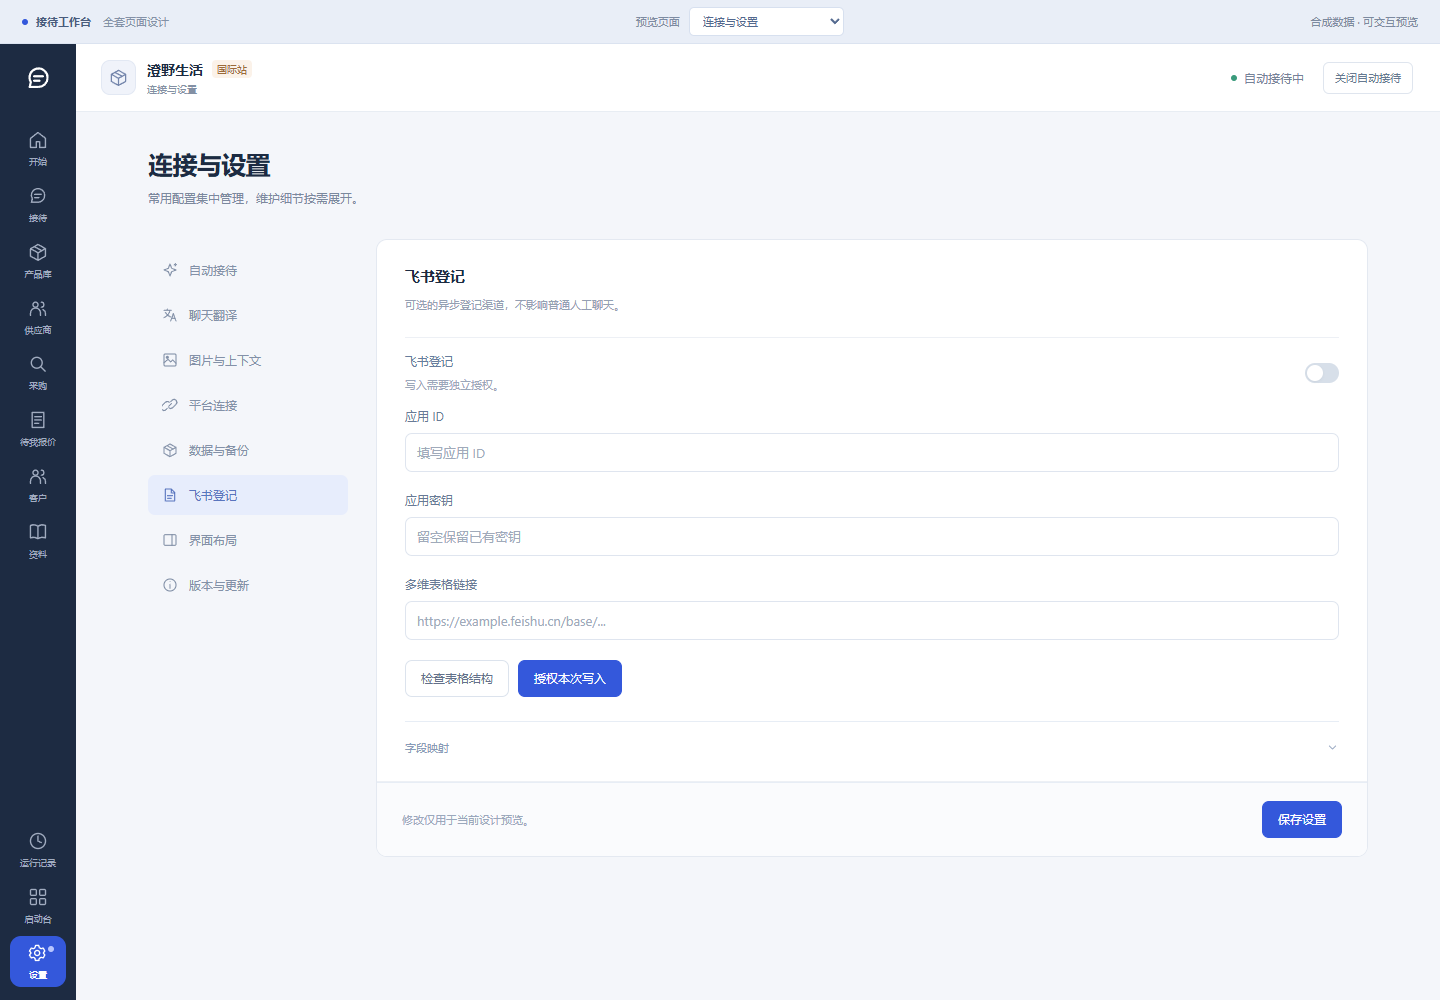 接待工作台 全套页面设计
预览页面 连接与设置
合成数据 · 可交互预览
澄野生活 国际站
连接与设置
自动接待中
关闭自动接待
开始
接待
产品库
供应商
采购
待我报价
客户
资料
运行记录
启动台
设置
连接与设置
常用配置集中管理，维护细节按需展开。
自动接待
聊天翻译
图片与上下文
平台连接
数据与备份
飞书登记
界面布局
版本与更新
飞书登记
可选的异步登记渠道，不影响普通人工聊天。
飞书登记
写入需要独立授权。
应用 ID
填写应用 ID
应用密钥
留空保留已有密钥
多维表格链接
https://example.feishu.cn/base/...
检查表格结构
授权本次写入
字段映射
修改仅用于当前设计预览。
保存设置